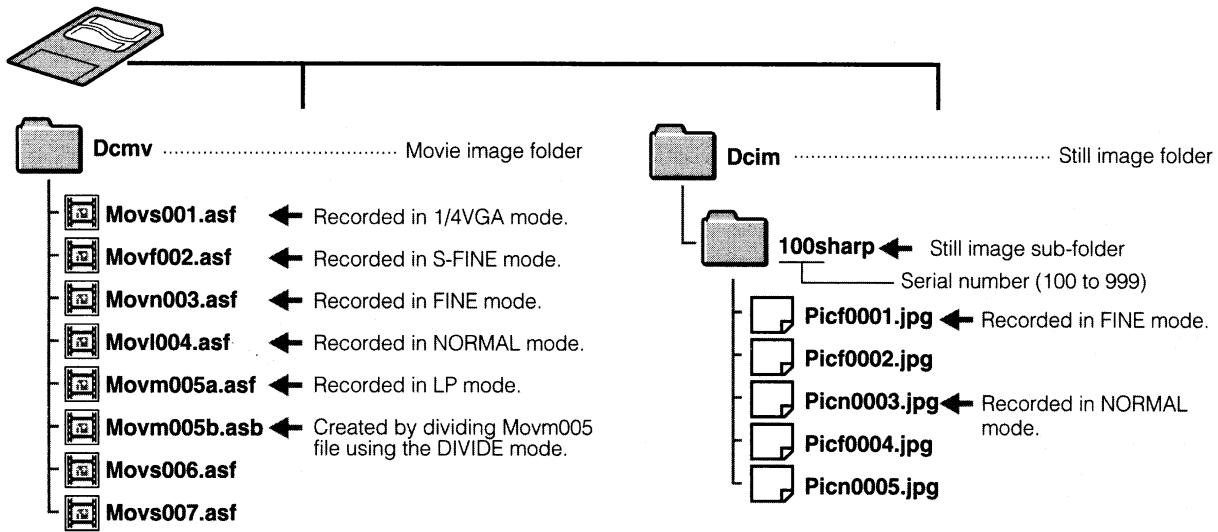 Dcmv ................................ Movie image folder
Movs001.asf Recorded in 1/4VGA mode.
Movf002.asf Recorded in S-FINE mode.
Movn003.asf Recorded in FINE mode.
Movl004.asf Recorded in NORMAL mode.
Movm005a.asf Recorded in LP mode.
Movm005b.asb Created by dividing Movm005
file using the DIVIDE mode.
Movs006.asf
Movs007.asf
Dcim ................................ Still image folder
100sharp Still image sub-folder
Serial number (100 to 999)
Picf0001.jpg Recorded in FINE mode.
Picf0002.jpg
Picn0003.jpg Recorded in NORMAL
mode.
Picf0004.jpg
Picn0005.jpg